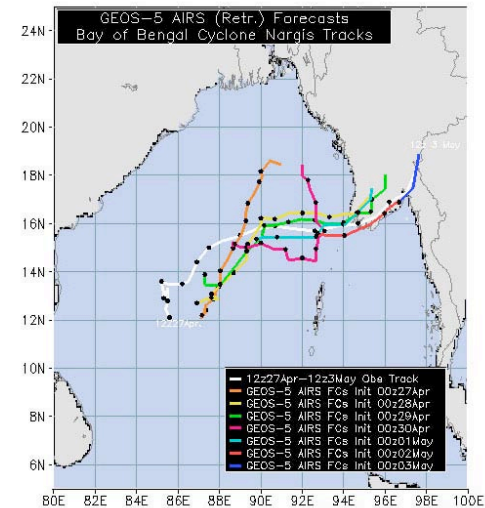 GEOS-5 AIRS (Retr.) Forecasts
Bay of Bengal Cyclone Nargis Tracks
24N
22N
20N
12z 3 May
18N
16N
14N
12Z27Apr.
12N
10N
12z27Apr-12z3May Obs Track
GEOS-5 AIRS FCs Init 00z27Apr
GEOS-5 AIRS FCs Init 00z28Apr
8N
GEOS-5 AIRS FCs Init 00z29Apr
GEOS-5 AIRS FCs Init 00z30Apr
GEOS-5 AIRS FCs Init 00z01May
6N
GEOS-5 AIRS FCs Init 00z02May
GEOS-5 AIRS FCs Init 00z03May
80E 82E 84E 86E 88E 90E 92E 94E 96E 98E 100E